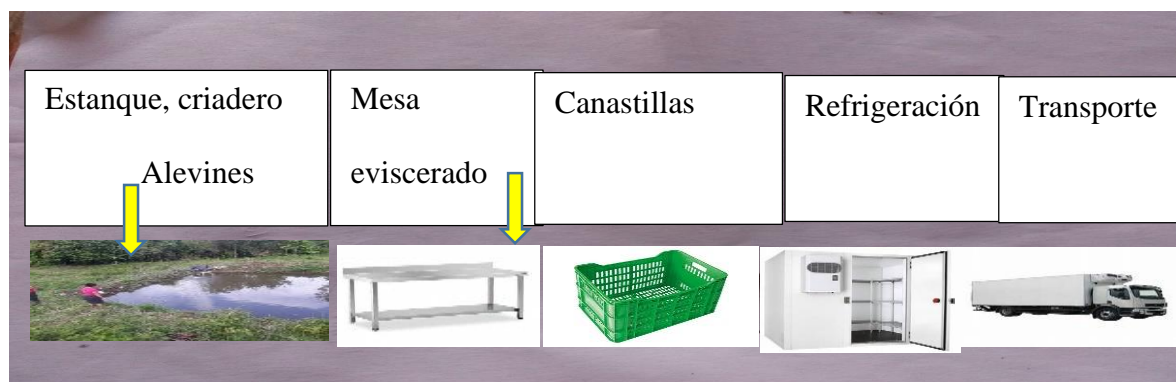 Estanque, criadero
Alevines
Mesa
eviscerado
Canastillas
Refrigeración
Transporte